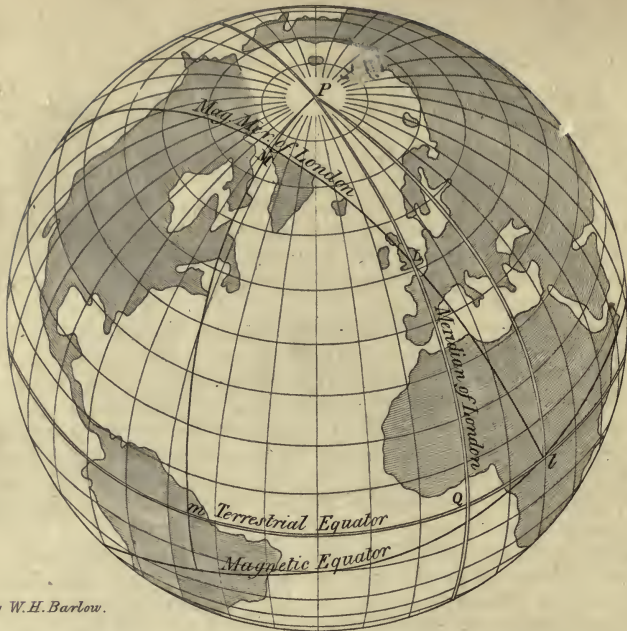 P
Mag. Mer. of London
M
Meridian of London
l
Q
m Terrestrial Equator
Magnetic Equator
W. H. Barlow.